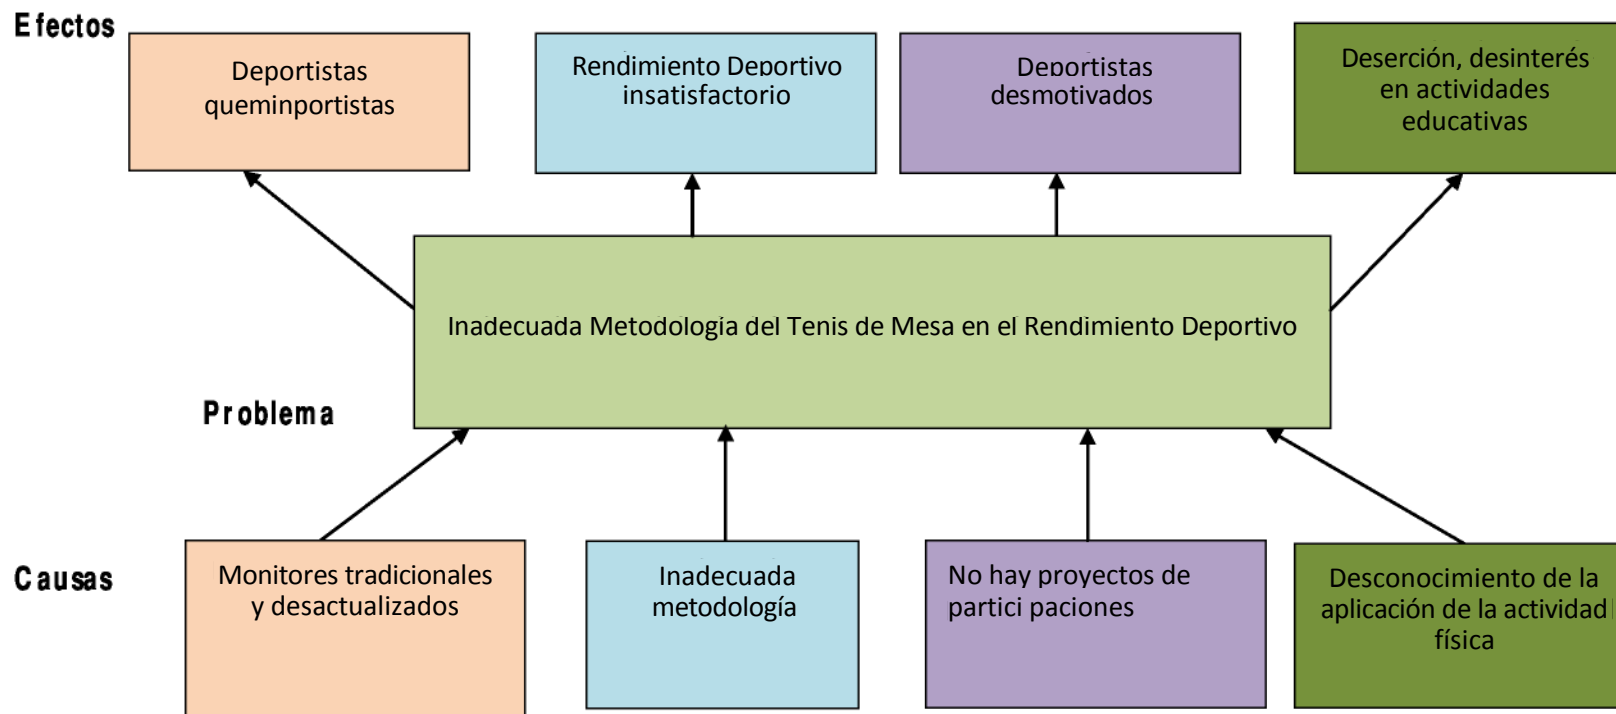 Efectos
Deportistas
queminportistas
Rendimiento Deportivo
insatisfactorio
Deportistas
desmotivados
Deserción, desinterés
en actividades
educativas
Inadecuada Metodología del Tenis de Mesa en el Rendimiento Deportivo
Problema
Causas
Monitores tradicionales
y desactualizados
Inadecuada
metodología
No hay proyectos de
partici paciones
Desconocimiento de la
aplicación de la actividad
física